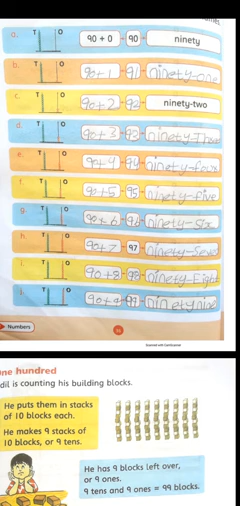 a. T O 90 + 0 = 90 = ninety
b. T O 90+1 = 91 = ninety-one
c. T O 90+2 = 92 = ninety-two
d. T O 90+3 = 93 =
e. T O 90+4 = 94 = ninety-four
f. T O 90+5 = 95 = ninety-five
g. T O 90+6 = 96 = ninety-Six
h. T O 90+7 = 97 = ninety-Seve
i. T O 90+8 = 98 = ninety-Eight
T O 90+9 = 99 = ninetynine
Numbers
Scanned with CamScanner
ne hundred
dil is counting his building blocks.
He puts them in stacks
of 10 blocks each.
He makes 9 stacks of
10 blocks, or 9 tens.
He has 9 blocks left over,
or 9 ones.
9 tens and 9 ones = 99 blocks.